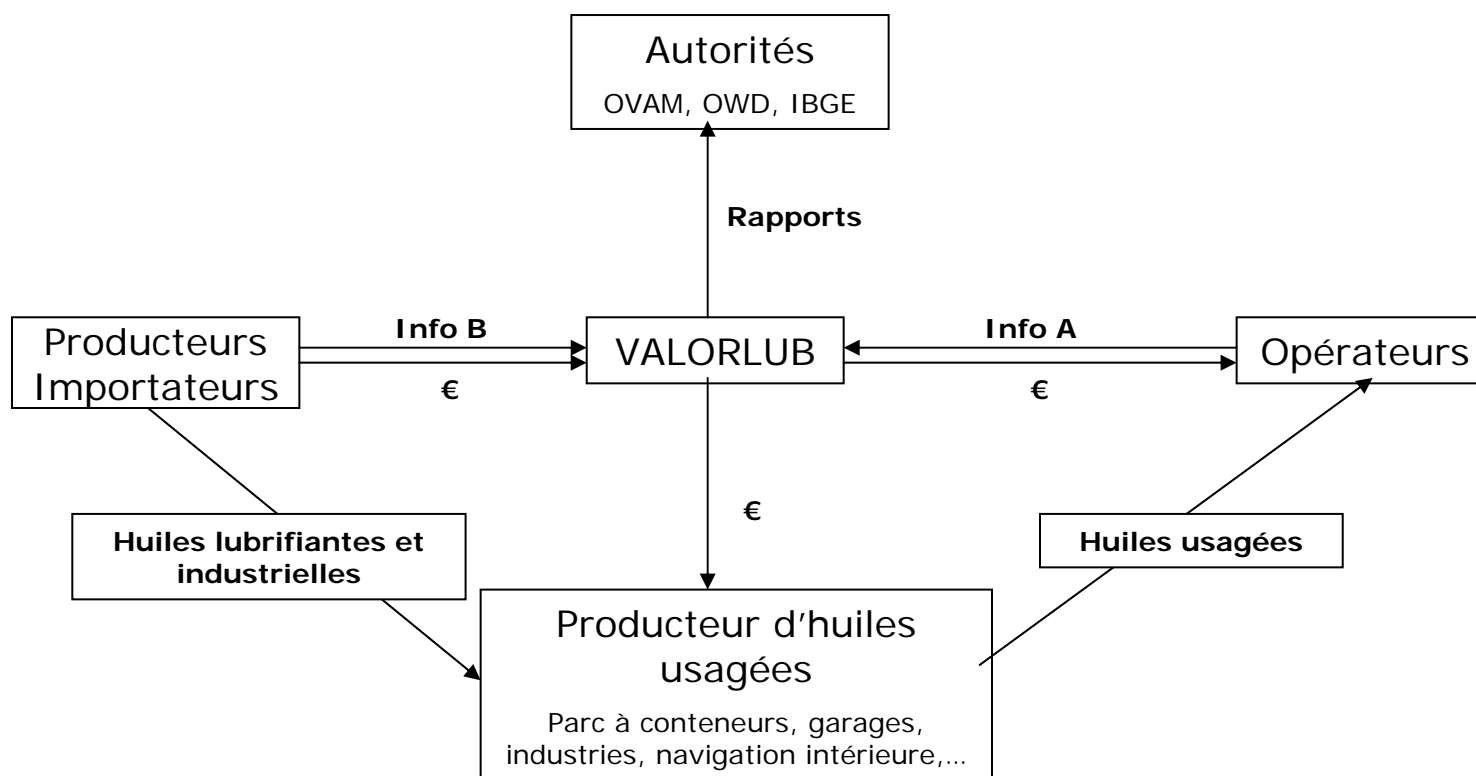 Autorités
OVAM, OWD, IBGE
Rapports
Producteurs
Importateurs
Info B
€
VALORLUB
Info A
€
Opérateurs
€
Huiles lubrifiantes et
industrielles
Huiles usagées
Producteur d'huiles
usagées
Parc à conteneurs, garages,
industries, navigation intérieure,...